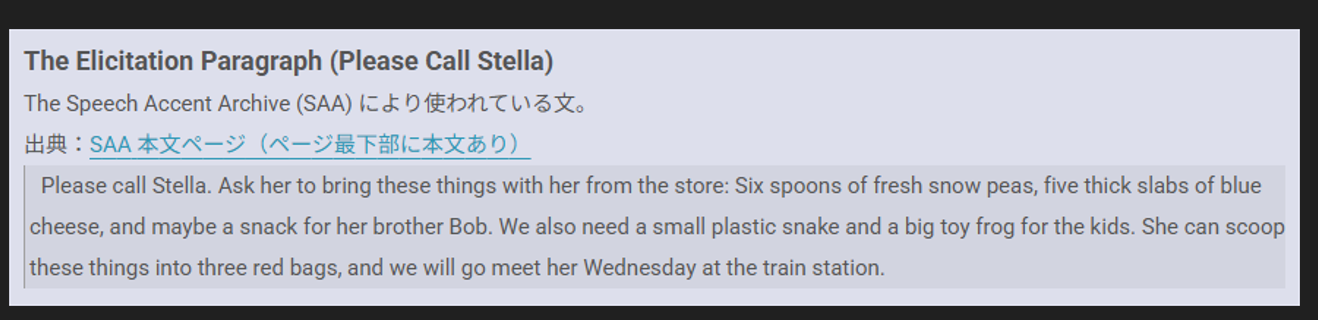 The Elicitation Paragraph (Please Call Stella)
The Speech Accent Archive (SAA) により使われている文。
出典：SAA 本文ページ（ページ最下部に本文あり）
Please call Stella. Ask her to bring these things with her from the store: Six spoons of fresh snow peas, five thick slabs of blue
cheese, and maybe a snack for her brother Bob. We also need a small plastic snake and a big toy frog for the kids. She can scoop
these things into three red bags, and we will go meet her Wednesday at the train station.